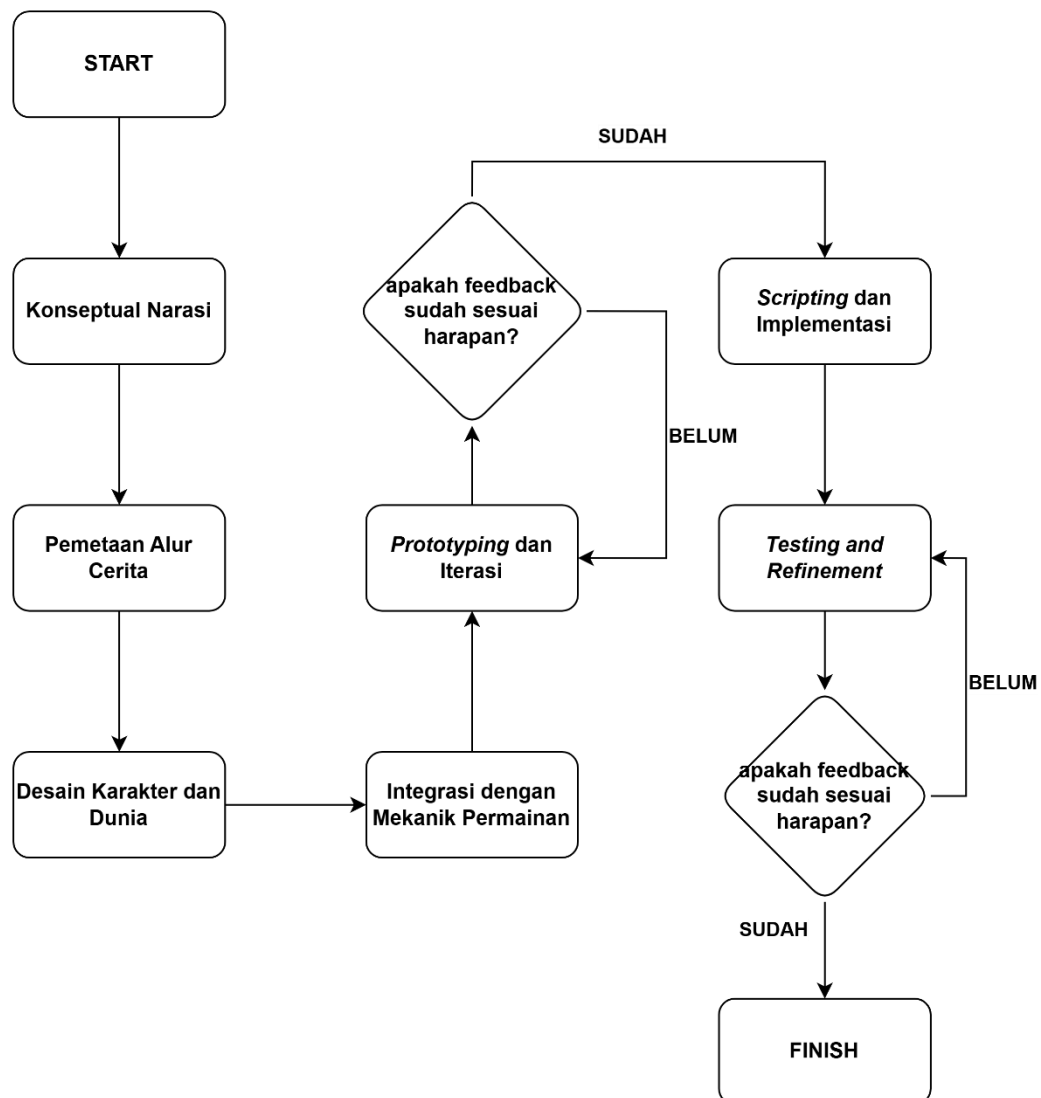 START
Konseptual Narasi
Pemetaan Alur
Cerita
Desain Karakter dan
Dunia
Integrasi dengan
Mekanik Permainan
Prototyping dan
Iterasi
apakah feedback
sudah sesuai
harapan?
BELUM
SUDAH
Scripting dan
Implementasi
Testing and
Refinement
apakah feedback
sudah sesuai
harapan?
BELUM
SUDAH
FINISH